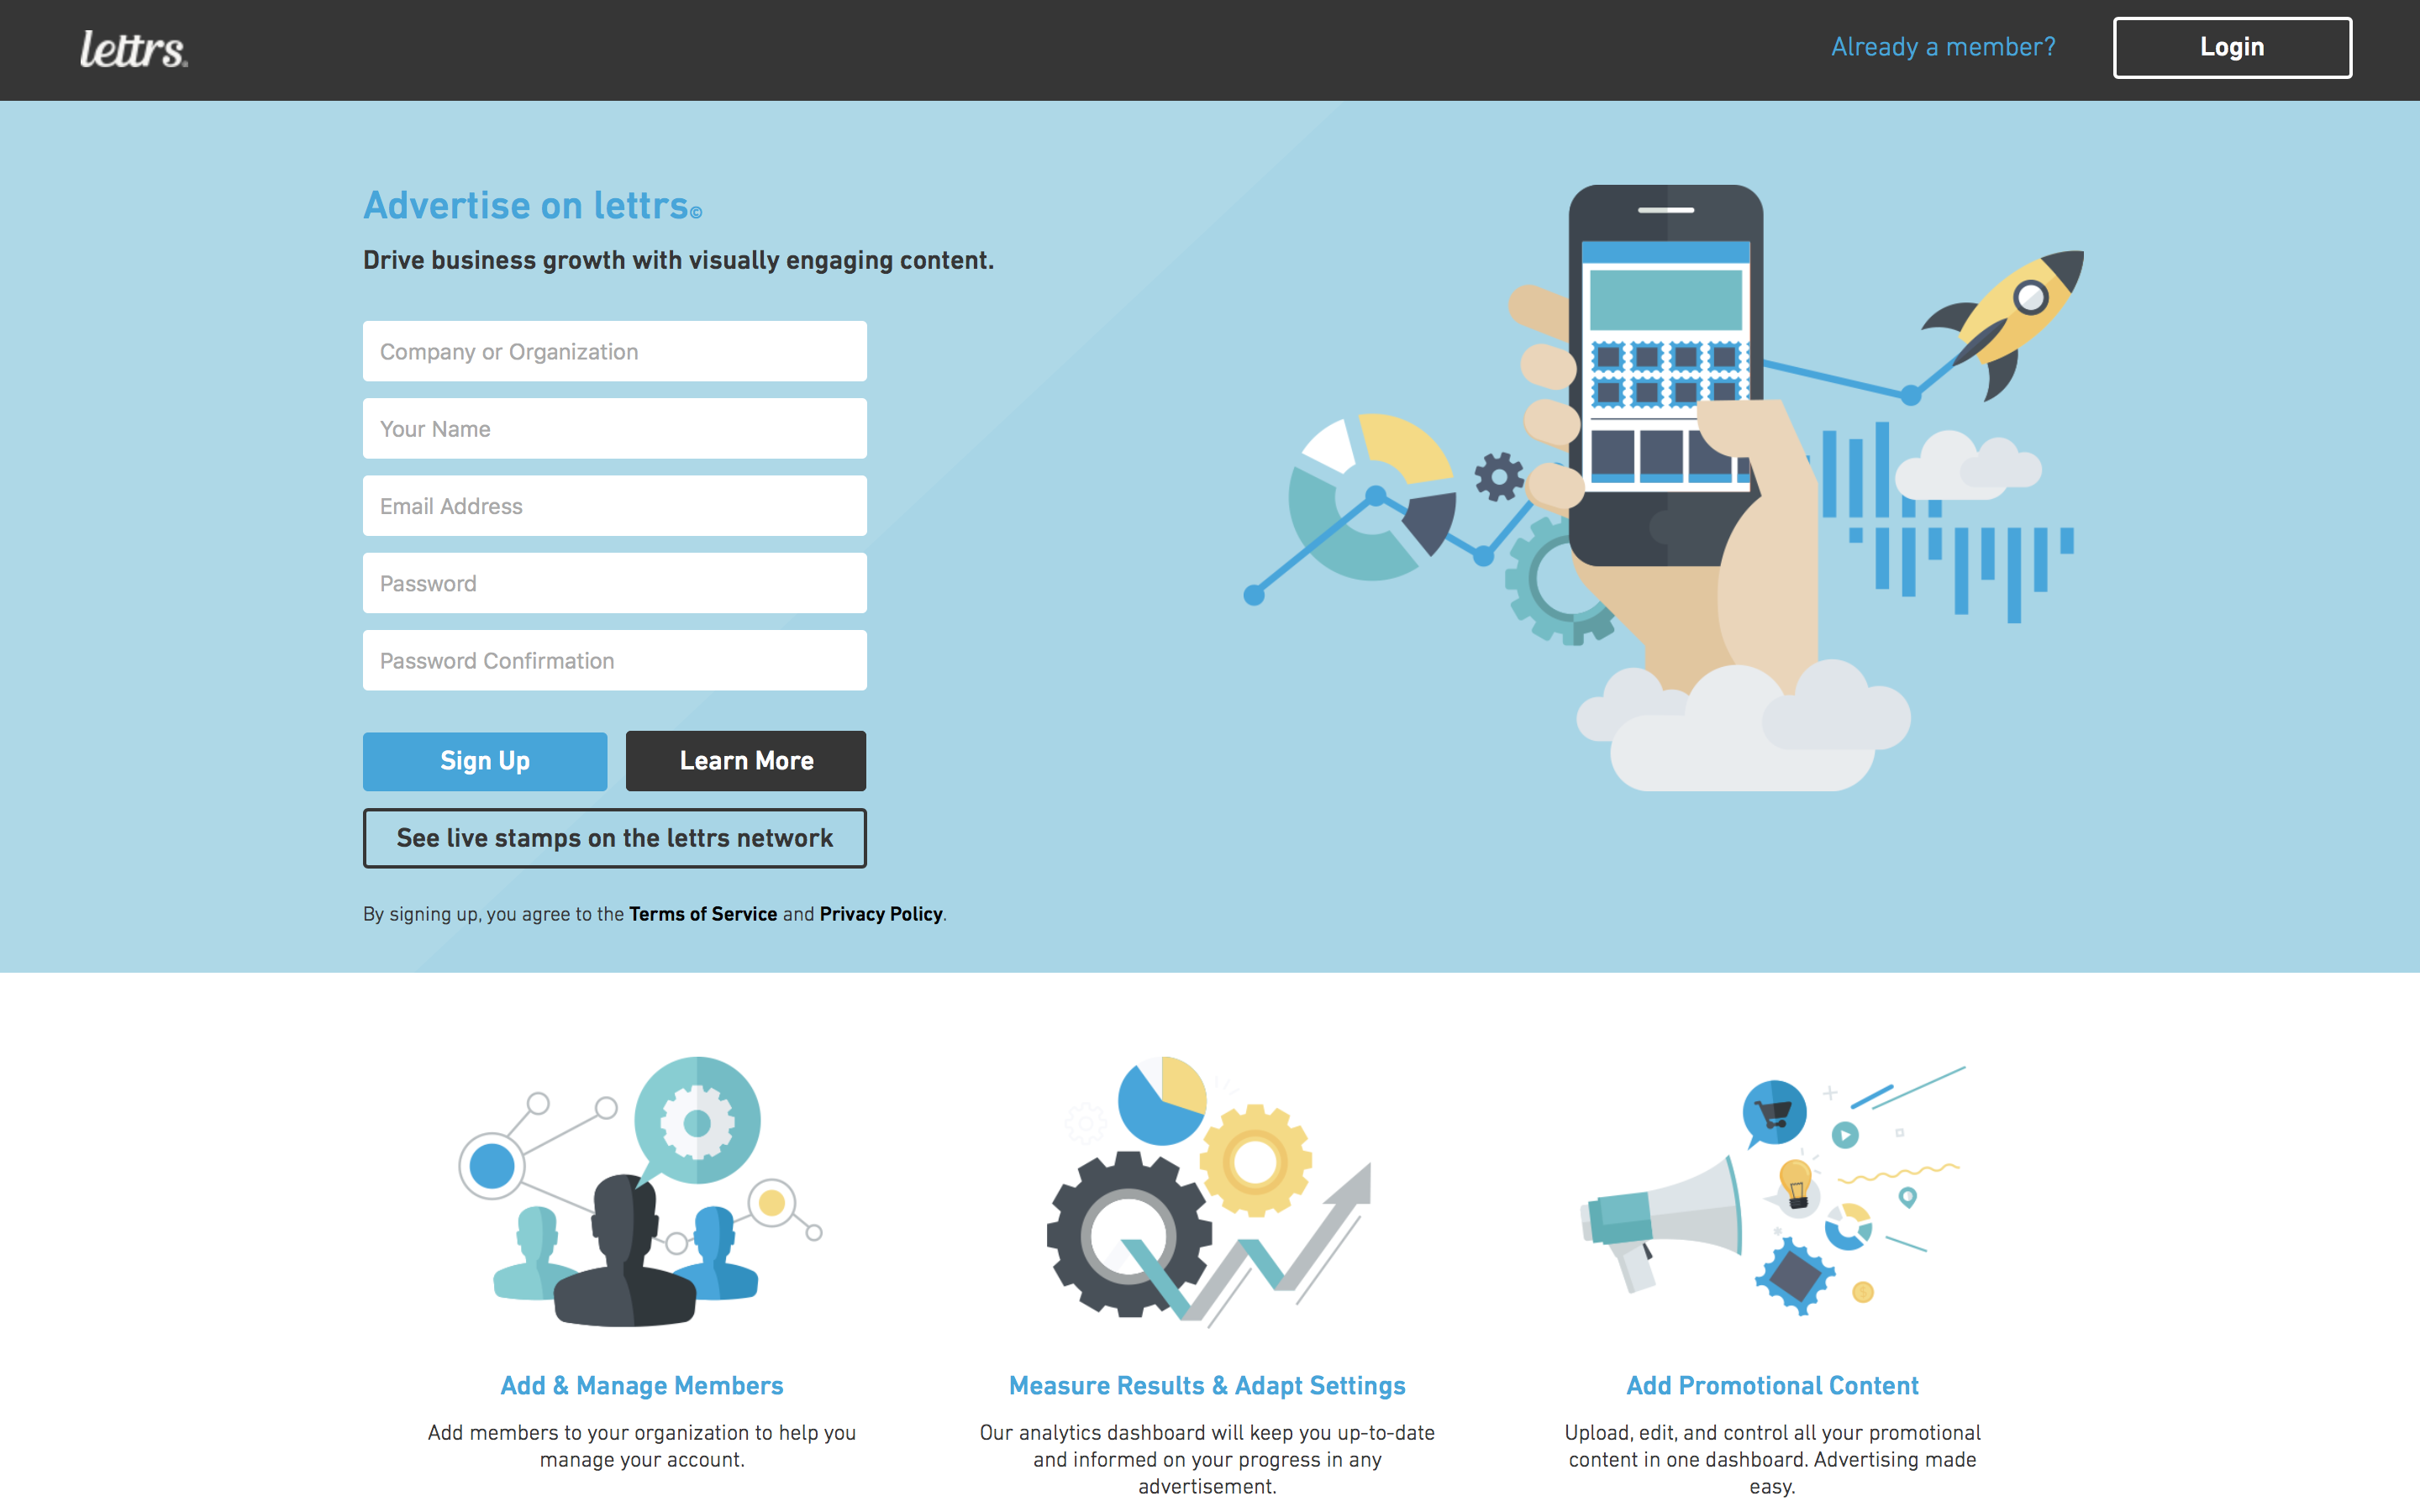 lettrs.
Already a member?
Login
Advertise on lettrs©
Drive business growth with visually engaging content.
Company or Organization
Your Name
Email Address
Password
Password Confirmation
Sign Up
Learn More
See live stamps on the lettrs network
By signing up, you agree to the Terms of Service and Privacy Policy.
Add & Manage Members
Add members to your organization to help you
manage your account.
Measure Results & Adapt Settings
Our analytics dashboard will keep you up-to-date
and informed on your progress in any
advertisement.
Add Promotional Content
Upload, edit, and control all your promotional
content in one dashboard. Advertising made
easy.